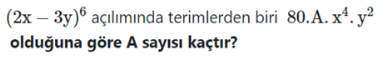 (2x – 3y)⁶ açılımında terimlerden biri 80.A. x⁴. y²
olduğuna göre A sayısı kaçtır?